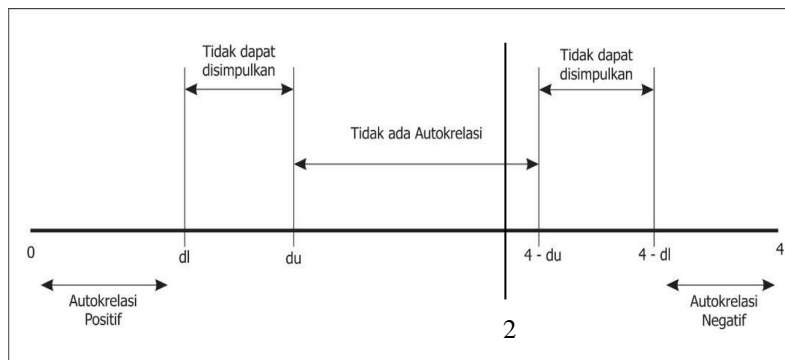 Tidak dapat
disimpulkan
Tidak dapat
disimpulkan
Tidak ada Autokrelasi
0
dl
du
4 - du
4 - dl
4
Autokrelasi
Positif
Autokrelasi
Negatif
2